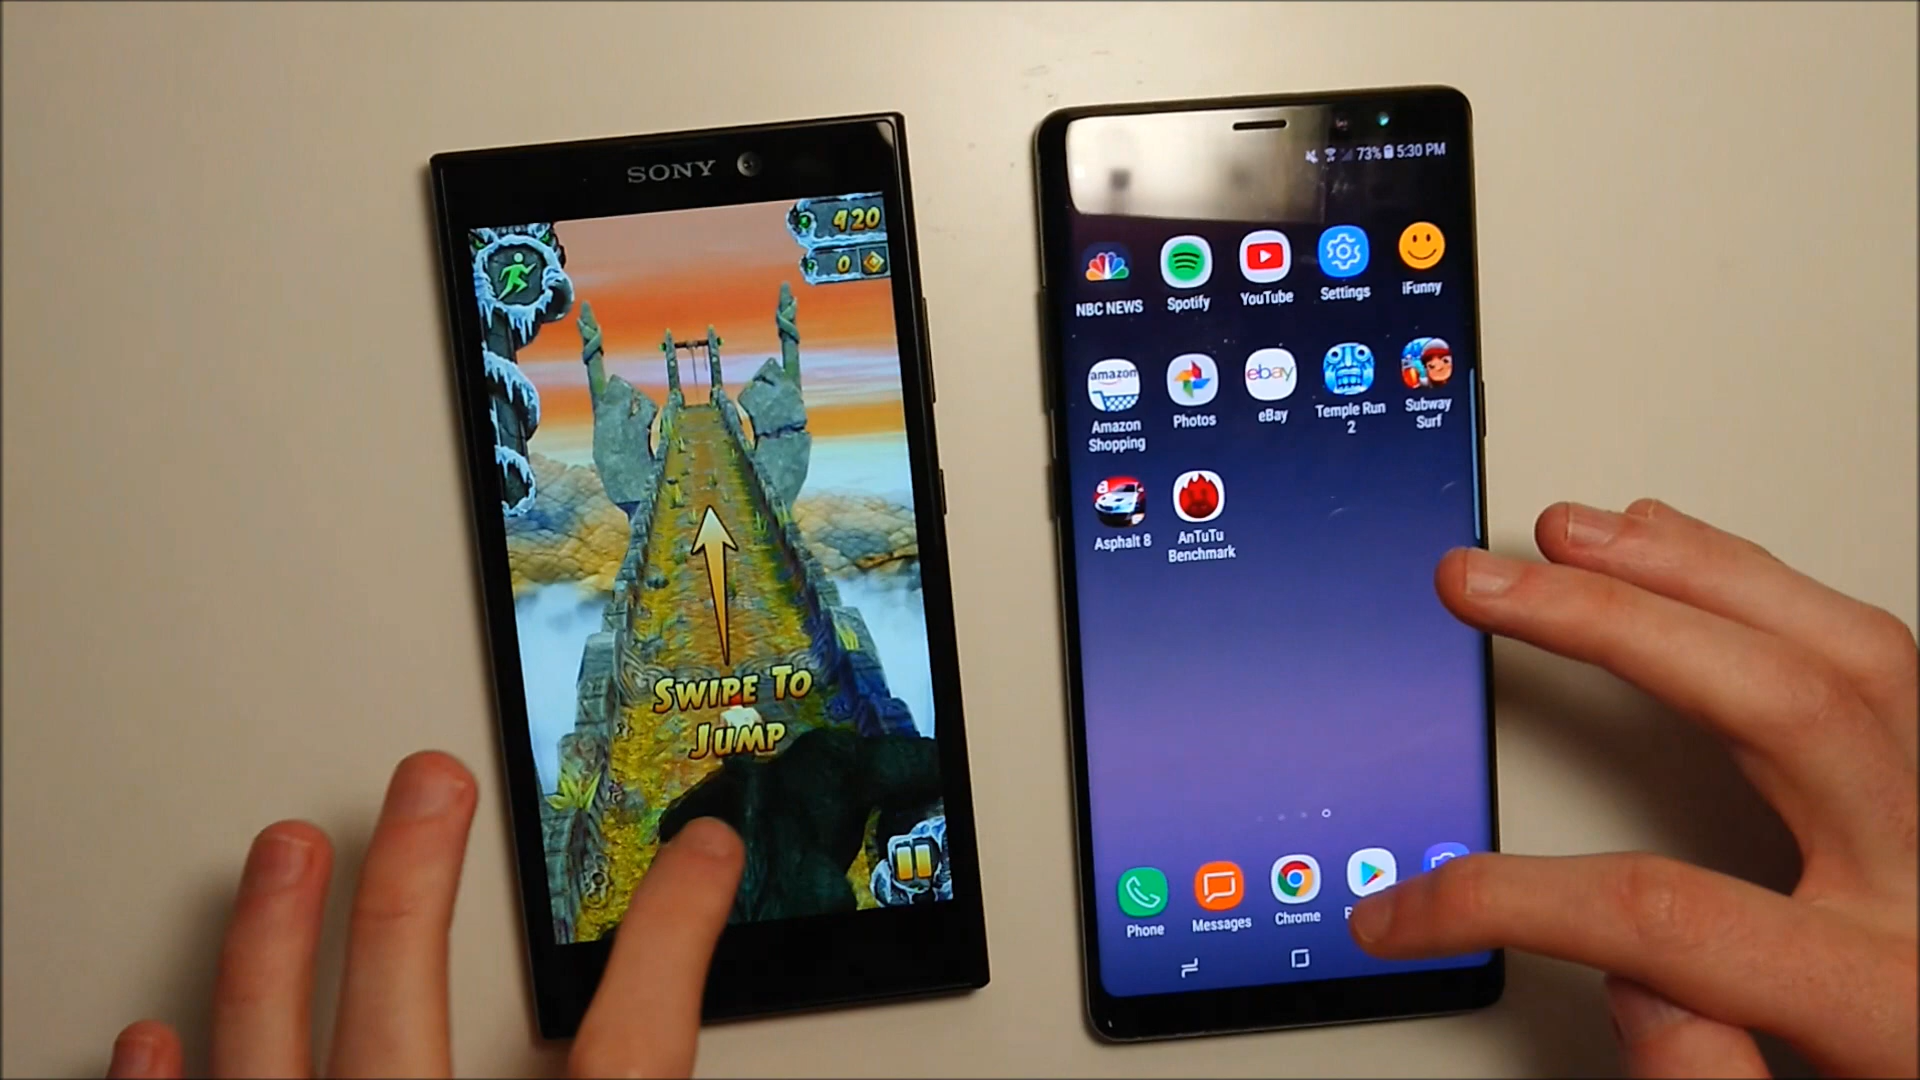 SONY
420
0
SWIPE TO
JUMP
73% 5:30 PM
NBC NEWS
Spotify
YouTube
Settings
iFunny
amazon
ebay
Amazon
Shopping
Photos
eBay
Temple Run
2
Subway
Surf
Asphalt 8
AnTuTu
Benchmark
Phone
Messages
Chrome